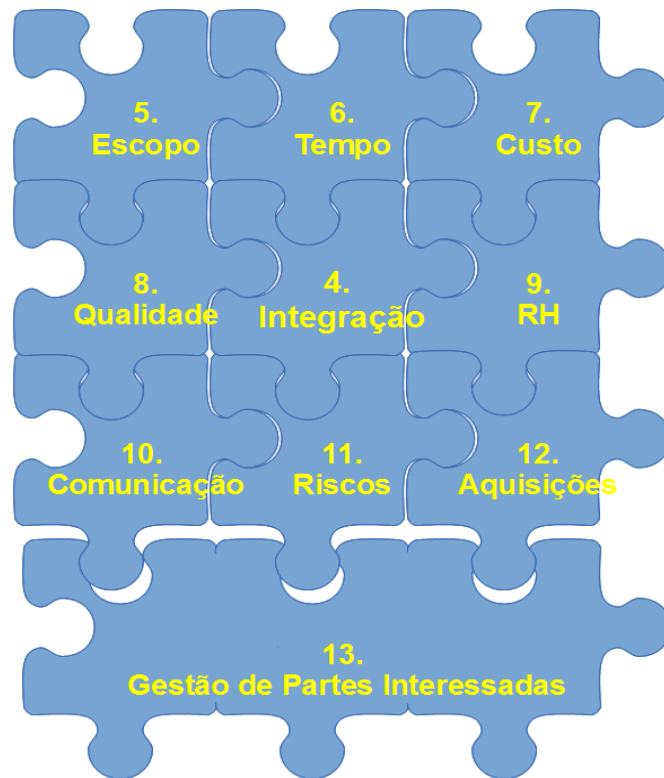 5.
Escopo
6.
Tempo
7.
Custo
8.
Qualidade
4.
Integração
9.
RH
10.
Comunicação
11.
Riscos
12.
Aquisições
13.
Gestão de Partes Interessadas